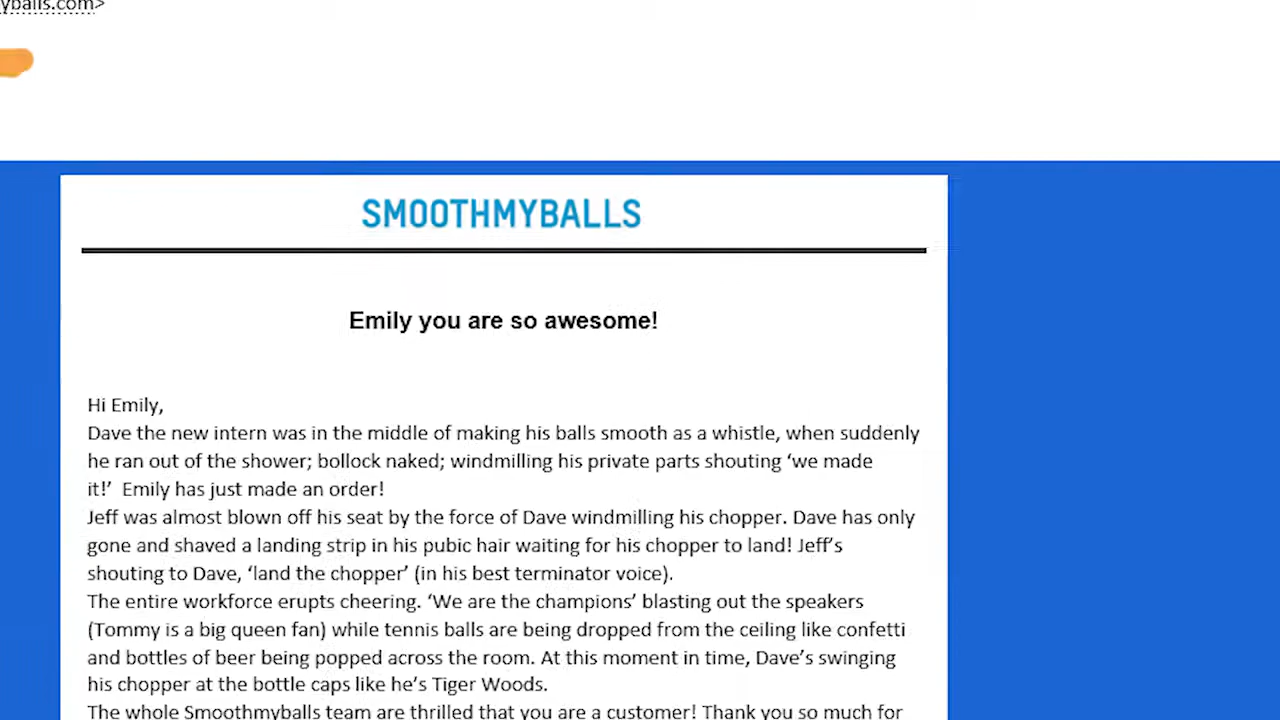 yballs.com>
SMOOTHMYBALLS
Emily you are so awesome!
Hi Emily,
Dave the new intern was in the middle of making his balls smooth as a whistle, when suddenly
he ran out of the shower; bollock naked; windmilling his private parts shouting ‘we made
it!’  Emily has just made an order!
Jeff was almost blown off his seat by the force of Dave windmilling his chopper. Dave has only
gone and shaved a landing strip in his pubic hair waiting for his chopper to land! Jeff’s
shouting to Dave, ‘land the chopper’ (in his best terminator voice).
The entire workforce erupts cheering. ‘We are the champions’ blasting out the speakers
(Tommy is a big queen fan) while tennis balls are being dropped from the ceiling like confetti
and bottles of beer being popped across the room. At this moment in time, Dave’s swinging
his chopper at the bottle caps like he’s Tiger Woods.
The whole Smoothmyballs team are thrilled that you are a customer! Thank you so much for